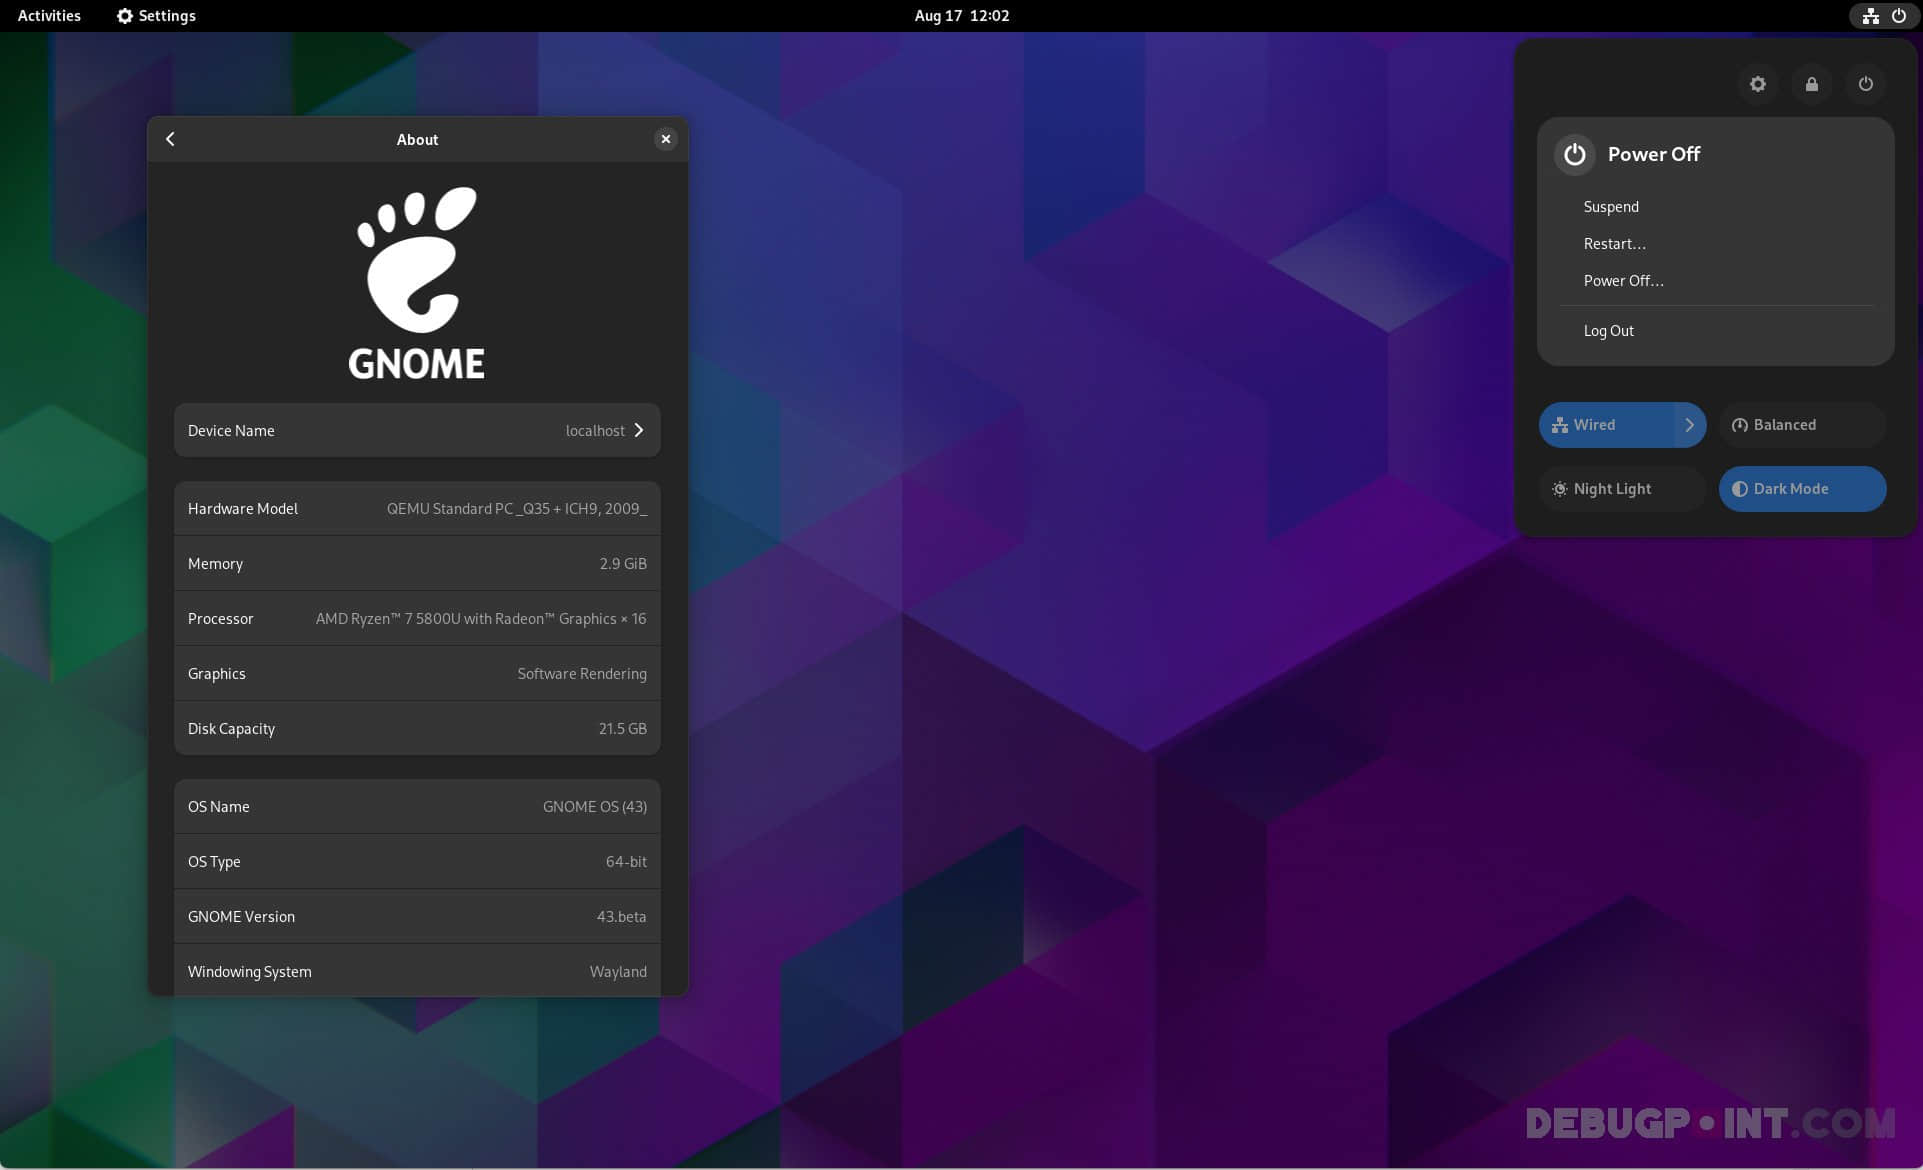 Activities Settings Aug 17 12:02
About
GNOME
Device Name localhost
Hardware Model QEMU Standard PC _Q35 + ICH9, 2009_
Memory 2.9 GiB
Processor AMD Ryzen™ 7 5800U with Radeon™ Graphics × 16
Graphics Software Rendering
Disk Capacity 21.5 GB
OS Name GNOME OS (43)
OS Type 64-bit
GNOME Version 43.beta
Windowing System Wayland
Power Off
Suspend
Restart...
Power Off...
Log Out
Wired Balanced
Night Light Dark Mode
DEBUGPOINT.COM